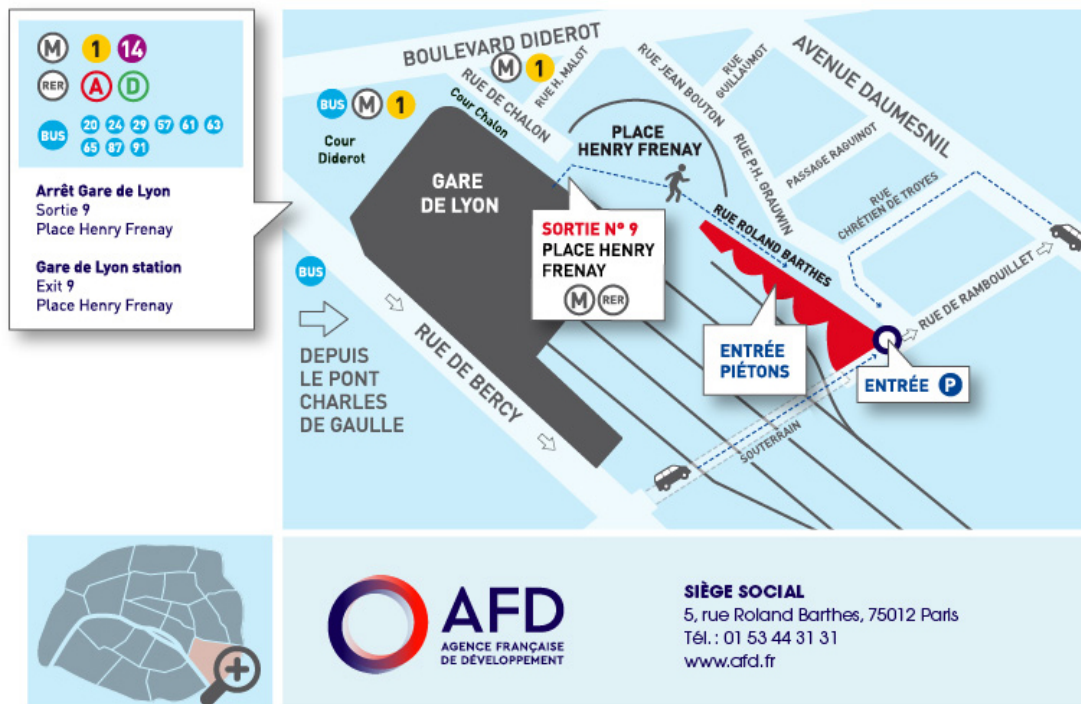 M 1 14
RER A D
BUS 20 24 29 57 61 63
65 87 91
Arrêt Gare de Lyon
Sortie 9
Place Henry Frenay
Gare de Lyon station
Exit 9
Place Henry Frenay
BOULEVARD DIDEROT
M 1
RUE DE CHALON
RUE H. MALOT
RUE JEAN BOUTON
RUE
GUILLAUMOT
AVENUE DAUMESNIL
BUS M 1
Cour Chalon
Cour
Diderot
PLACE
HENRY FRENAY
RUE P.H. GRAUWIN
PASSAGE RAGUINOT
RUE
CHRÉTIEN DE TROYES
GARE
DE LYON
SORTIE N° 9
PLACE HENRY
FRENAY
M RER
RUE ROLAND BARTHES
RUE DE RAMBOUILLET
BUS
DEPUIS
LE PONT
CHARLES
DE GAULLE
RUE DE BERCY
ENTRÉE
PIÉTONS
ENTRÉE P
SOUTERRAIN
AFD
AGENCE FRANÇAISE
DE DÉVELOPPEMENT
SIÈGE SOCIAL
5, rue Roland Barthes, 75012 Paris
Tél. : 01 53 44 31 31
www.afd.fr